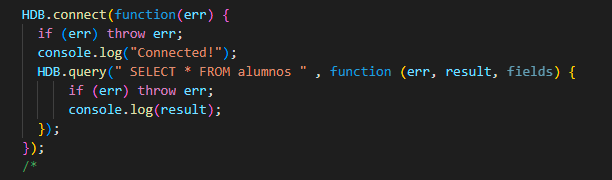 HDB.connect(function(err) {
  if (err) throw err;
  console.log("Connected!");
  HDB.query(" SELECT * FROM alumnos " , function (err, result, fields) {
      if (err) throw err;
      console.log(result);
  });
});
/*